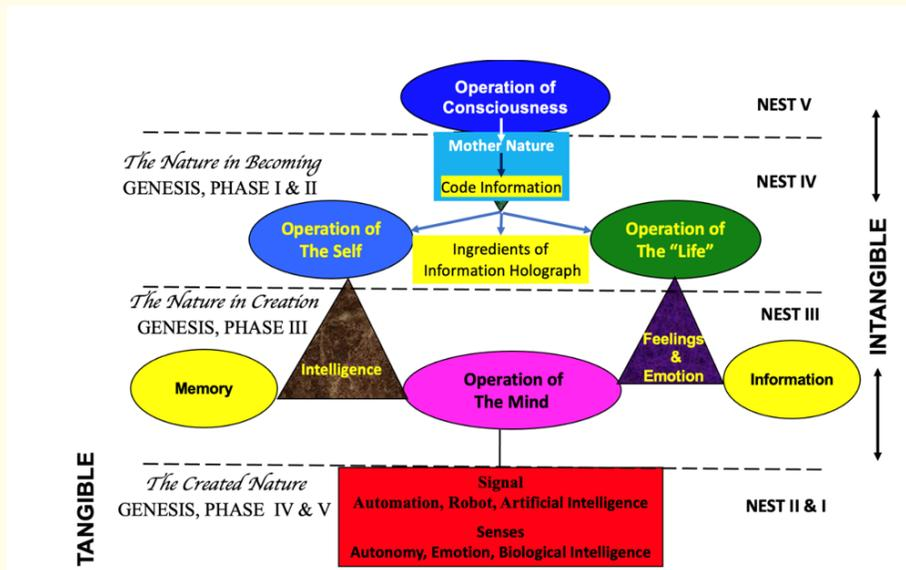 Operation of
Consciousness
NEST V
Mother Nature
The Nature in Becoming
GENESIS, PHASE I & II
Code Information
NEST IV
Operation of
The Self
Ingredients of
Information Holograph
Operation of
The “Life”
INTANGIBLE
The Nature in Creation
GENESIS, PHASE III
NEST III
Memory
Intelligence
Operation of
The Mind
Feelings
&
Emotion
Information
TANGIBLE
The Created Nature
GENESIS, PHASE IV & V
Signal
Automation, Robot, Artificial Intelligence
Senses
Autonomy, Emotion, Biological Intelligence
NEST II & I